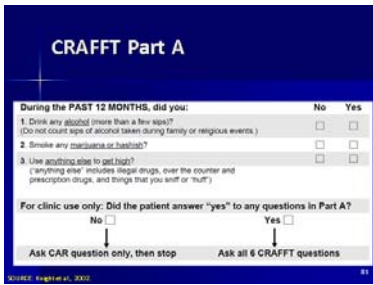 CRAFFT Part A
During the PAST 12 MONTHS, did you: No Yes
1. Drink any alcohol (more than a few sips)?
(Do not count sips of alcohol taken during family or religious events.)
2. Smoke any marijuana or hashish?
3. Use anything else to get high?
("anything else" includes illegal drugs, over the counter and
prescription drugs, and things that you sniff or "huff")
For clinic use only: Did the patient answer "yes" to any questions in Part A?
No Yes
Ask CAR question only, then stop Ask all 6 CRAFFT questions
SOURCE: Knight et al., 2002.
81